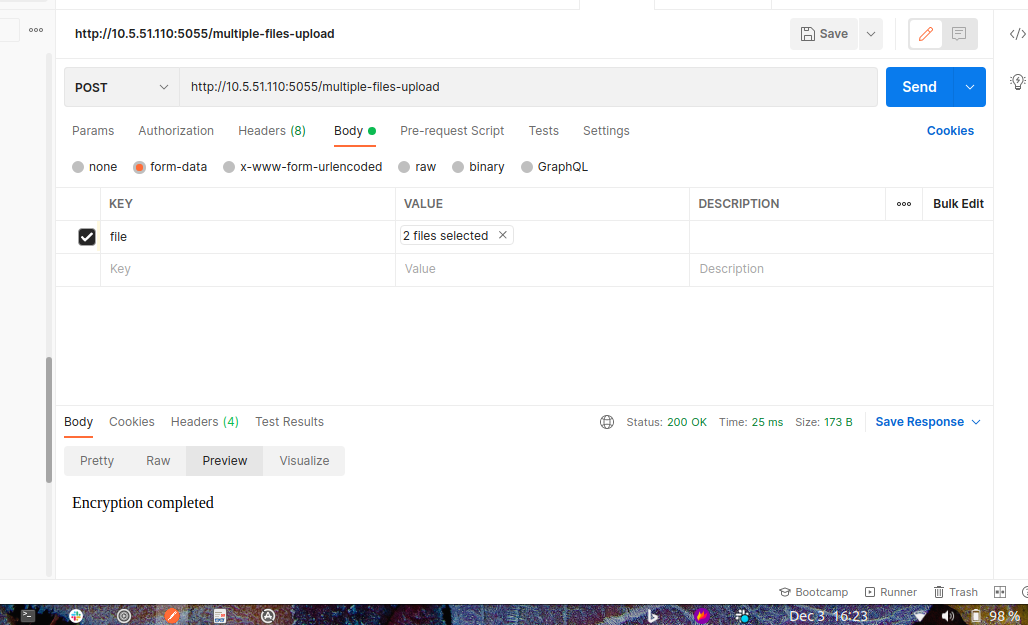 http://10.5.51.110:5055/multiple-files-upload
Save
POST http://10.5.51.110:5055/multiple-files-upload Send
Params Authorization Headers (8) Body Pre-request Script Tests Settings Cookies
none form-data x-www-form-urlencoded raw binary GraphQL
KEY VALUE DESCRIPTION Bulk Edit
file 2 files selected
Key Value Description
Body Cookies Headers (4) Test Results Status: 200 OK Time: 25 ms Size: 173 B Save Response
Pretty Raw Preview Visualize
Encryption completed
Bootcamp Runner Trash
Dec 3 16:23 98 %